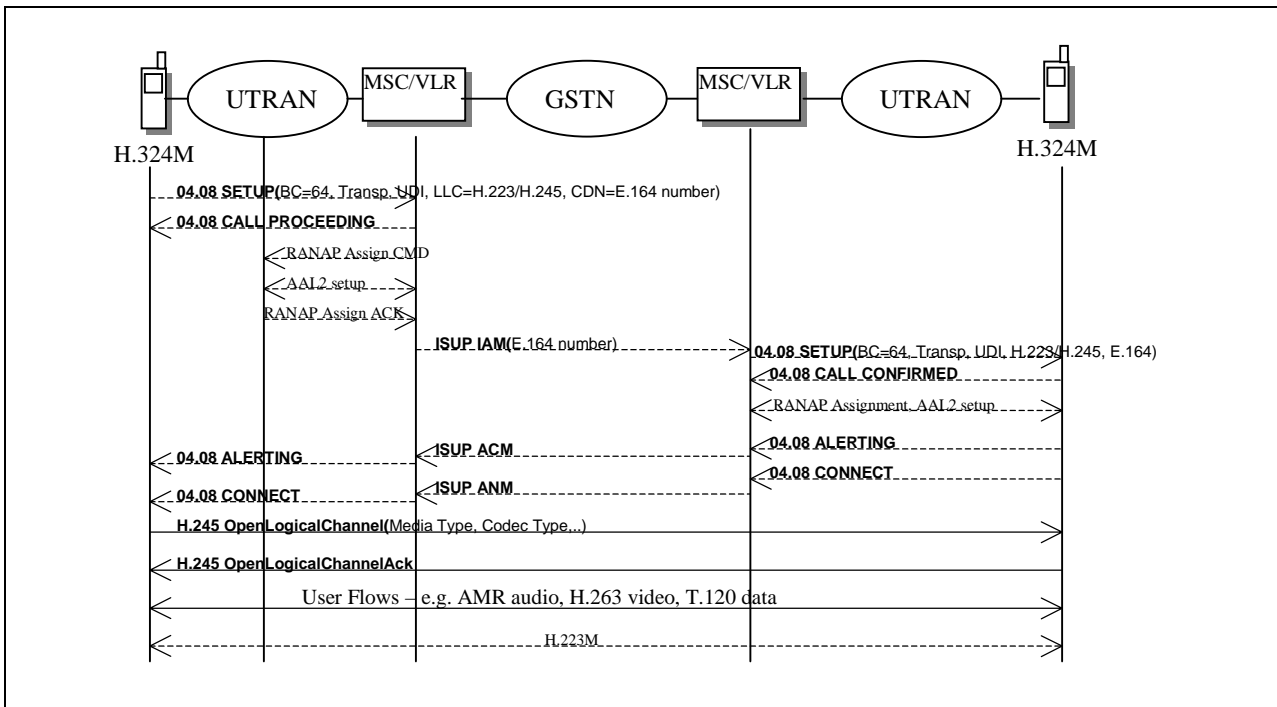 MSC/VLR
MSC/VLR
UTRAN
GSTN
UTRAN
H.324M
H.324M
04.08 SETUP(BC=64, Transp, UDI, LLC=H.223/H.245, CDN=E.164 number)
04.08 CALL PROCEEDING
RANAP Assign CMD
AAL2 setup
RANAP Assign ACK
ISUP IAM(E.164 number)
04.08 SETUP(BC=64, Transp, UDI, H.223/H.245, E.164)
04.08 CALL CONFIRMED
RANAP Assignment, AAL2 setup
04.08 ALERTING
ISUP ACM
04.08 ALERTING
04.08 CONNECT
ISUP ANM
04.08 CONNECT
H.245 OpenLogicalChannel(Media Type, Codec Type,..)
H.245 OpenLogicalChannelAck
User Flows – e.g. AMR audio, H.263 video, T.120 data
H.223M